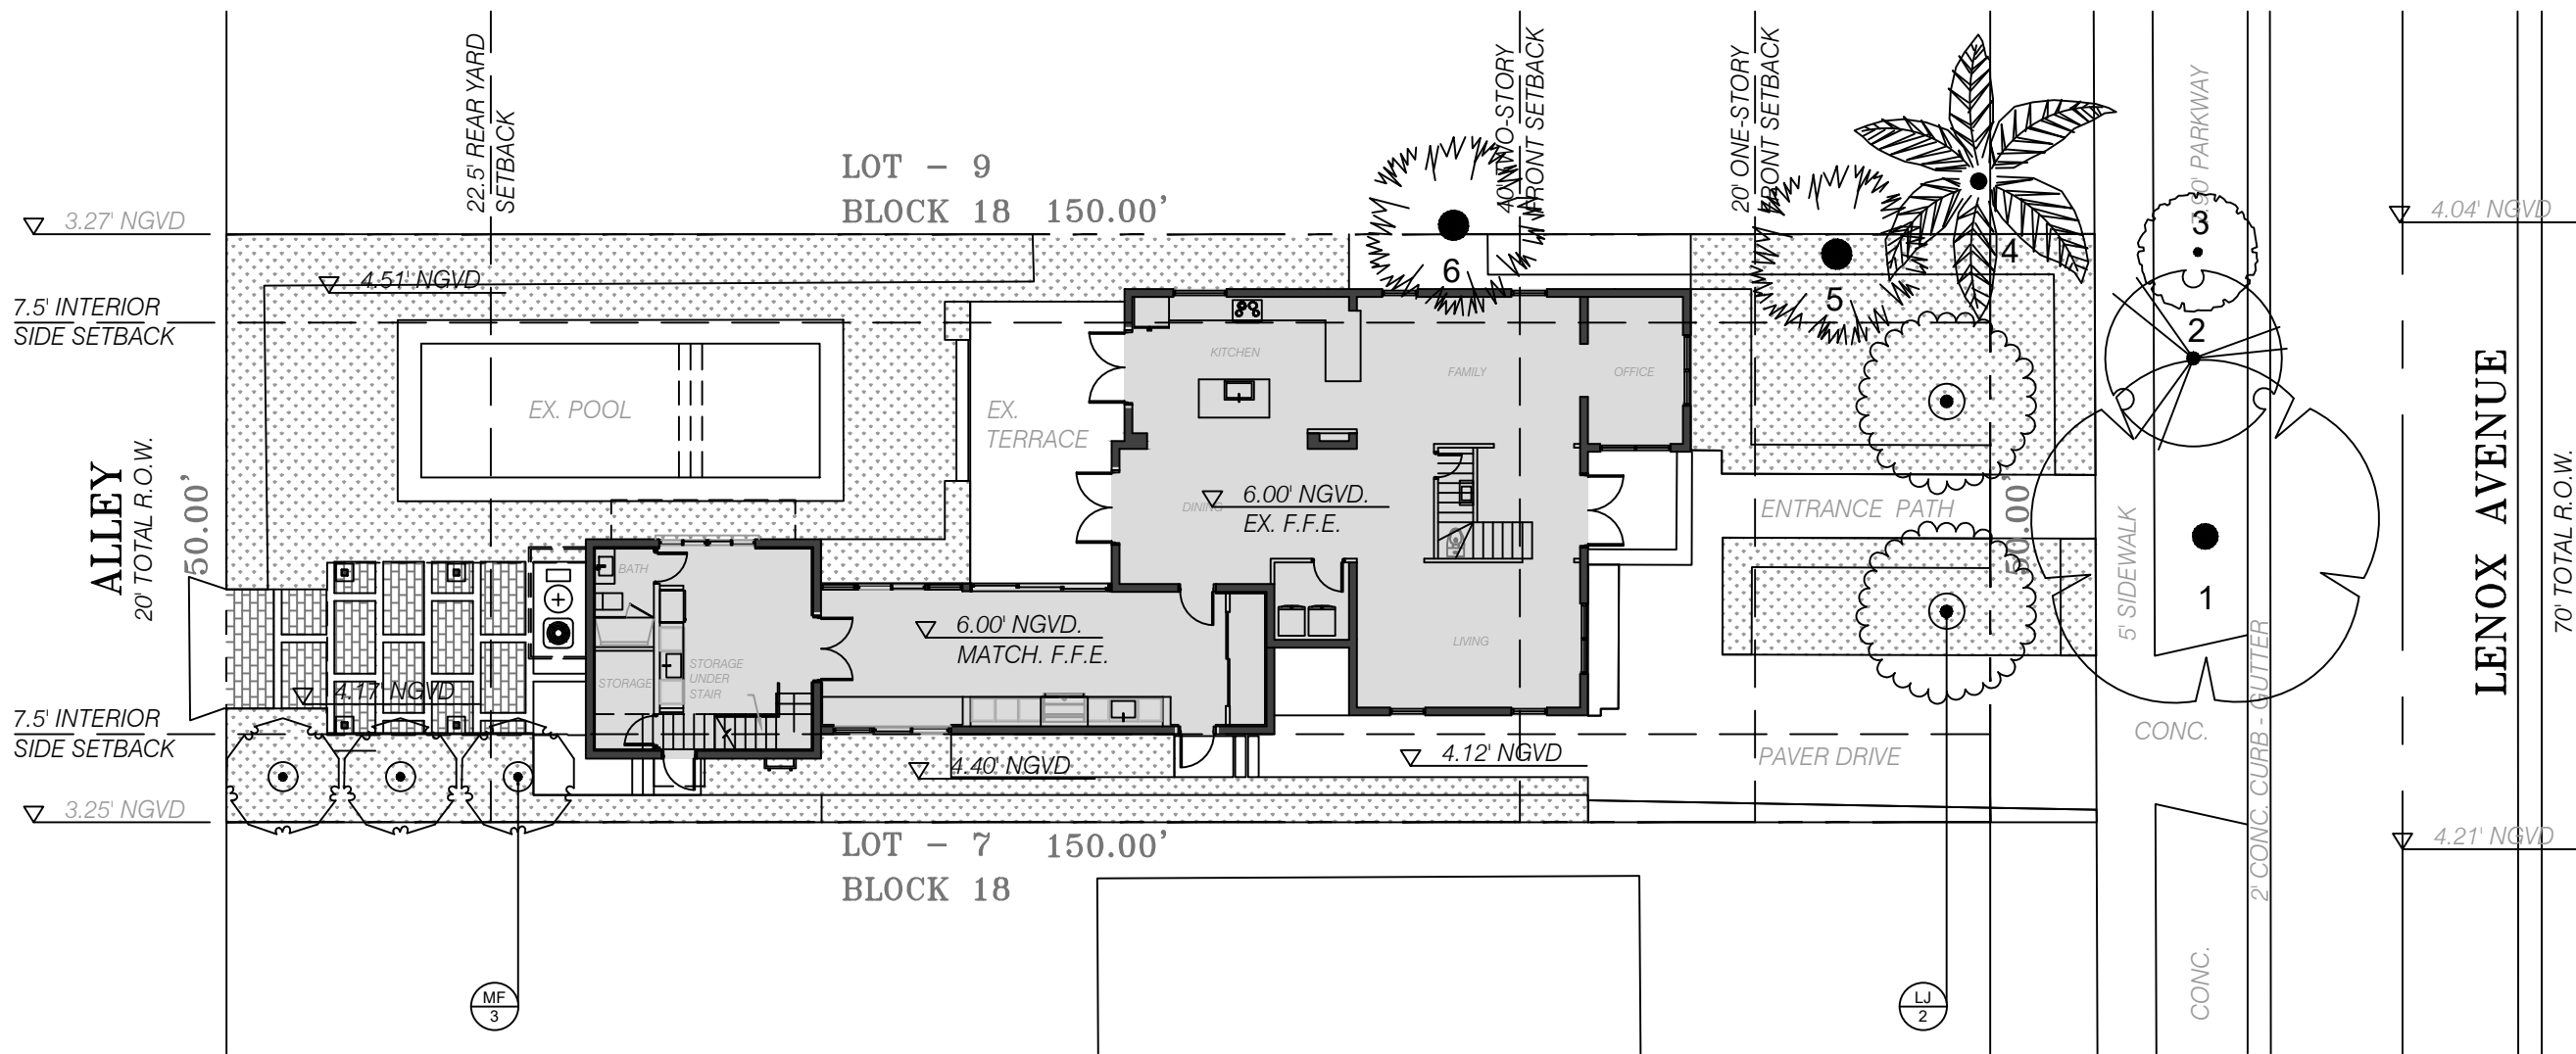 22.5' REAR YARD
SETBACK
40' TWO-STORY
FRONT SETBACK
20' ONE-STORY
FRONT SETBACK
PARKWAY
LOT - 9
BLOCK 18 150.00'
3.27' NGVD
4.04' NGVD
3
4
4.51' NGVD
6
5
7.5' INTERIOR
SIDE SETBACK
2
KITCHEN
FAMILY
OFFICE
EX. POOL
EX.
TERRACE
ALLEY
20' TOTAL R.O.W.
50.00'
6.00' NGVD.
EX. F.F.E.
DINING
ENTRANCE PATH
50.00'
5' SIDEWALK
LENOX AVENUE
70' TOTAL R.O.W.
BATH
1
6.00' NGVD.
MATCH. F.F.E.
LIVING
STORAGE
UNDER
STAIR
STORAGE
4.17' NGVD
7.5' INTERIOR
SIDE SETBACK
4.40' NGVD
4.12' NGVD
PAVER DRIVE
CONC.
2' CONC. CURB - GUTTER
3.25' NGVD
4.21' NGVD
LOT - 7 150.00'
BLOCK 18
CONC.
MF
3
LJ
2